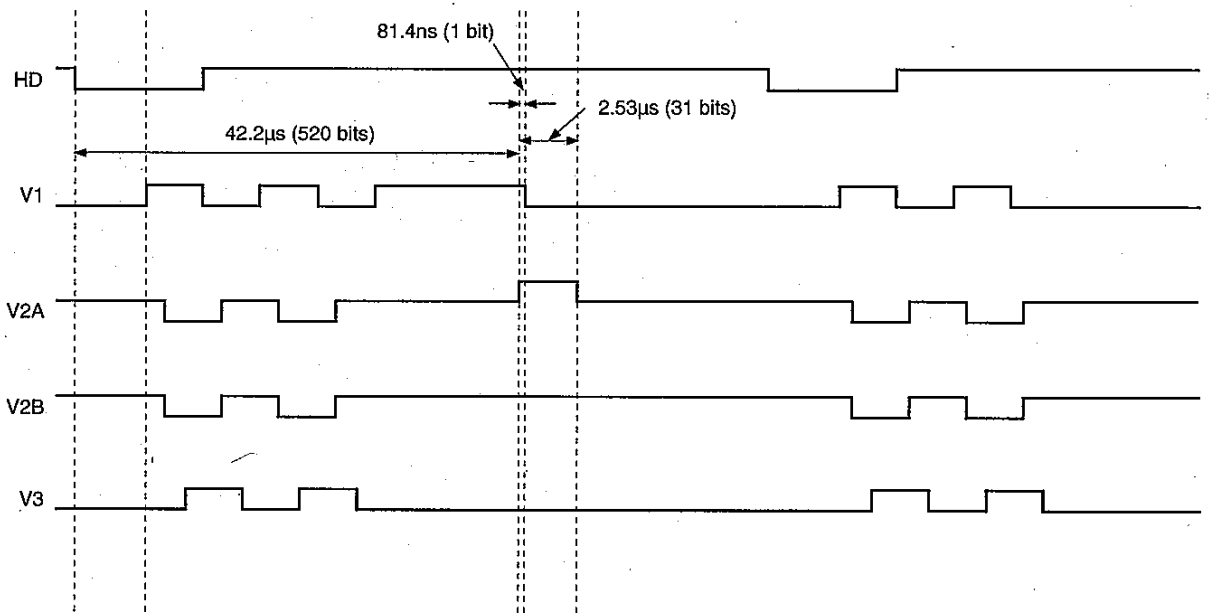 81.4ns (1 bit)
HD
2.53µs (31 bits)
42.2µs (520 bits)
V1
V2A
V2B
V3